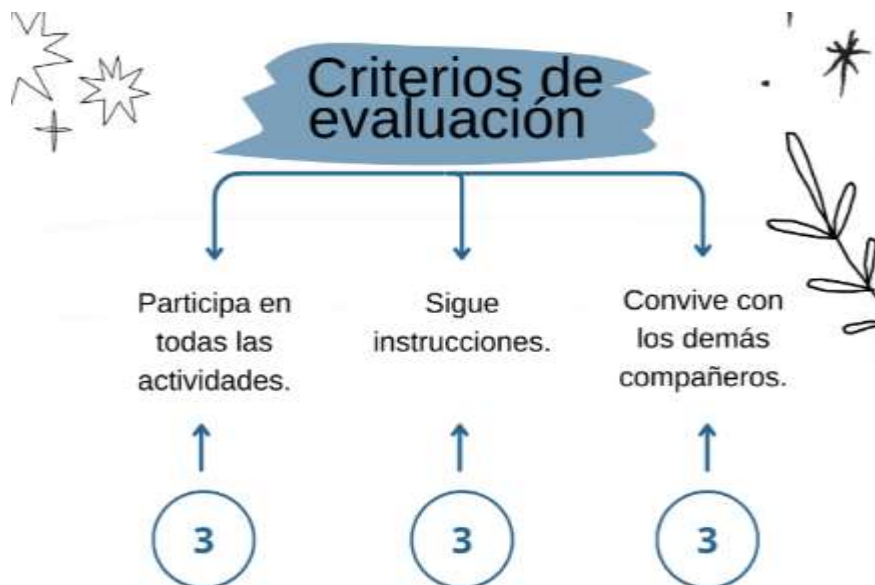 Criterios de
evaluación
Participa en
todas las
actividades.
Sigue
instrucciones.
Convive con
los demás
compañeros.
3
3
3